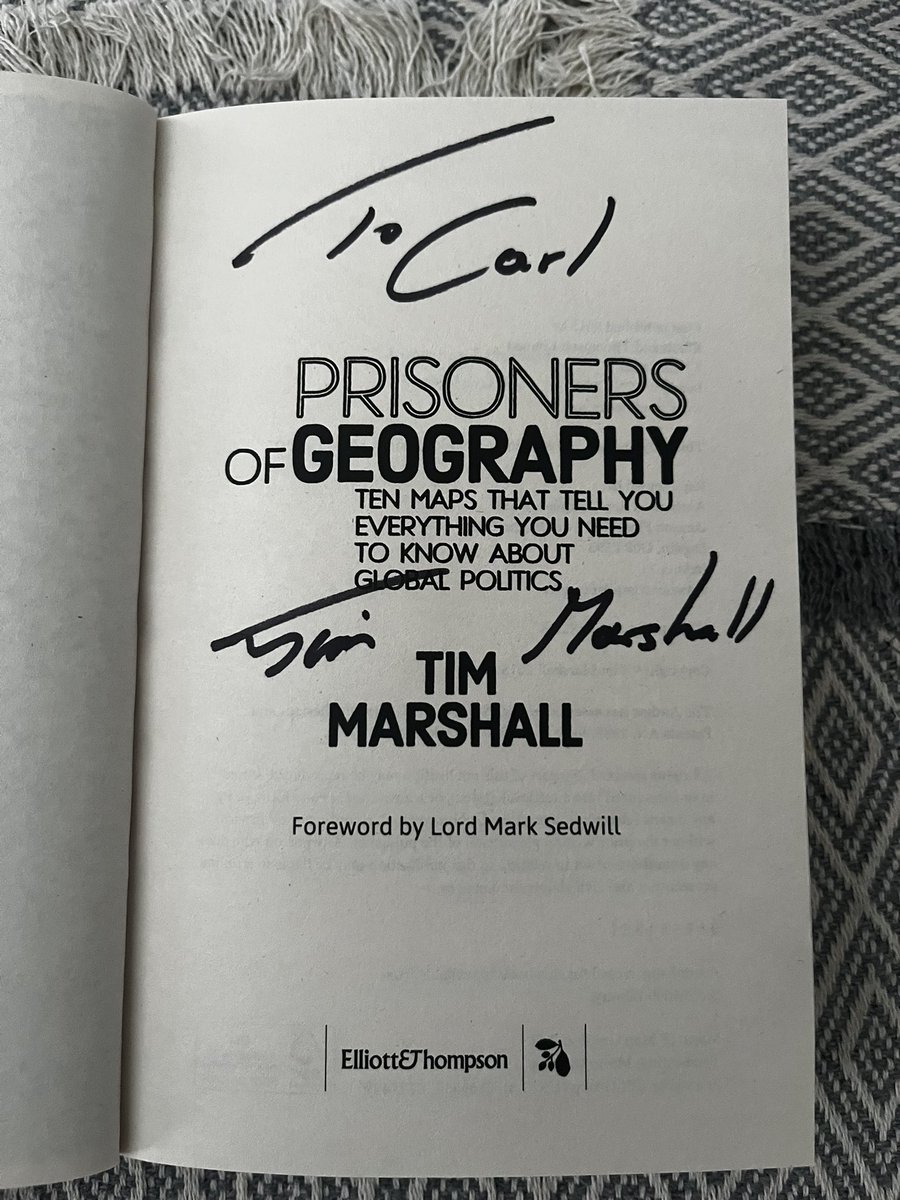 To Carl
PRISONERS
OF GEOGRAPHY
TEN MAPS THAT TELL YOU
EVERYTHING YOU NEED
TO KNOW ABOUT
GLOBAL POLITICS
Tim Marshall
TIM
MARSHALL
Foreword by Lord Mark Sedwill
Elliott&Thompson